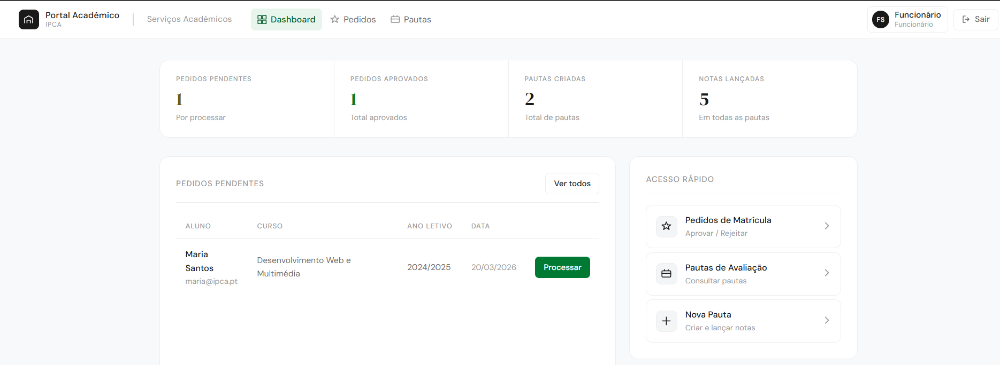 Portal Académico
IPCA
Serviços Académicos
Dashboard
Pedidos
Pautas
FS
Funcionário
Funcionário
Sair
PEDIDOS PENDENTES
1
Por processar
PEDIDOS APROVADOS
1
Total aprovados
PAUTAS CRIADAS
2
Total de pautas
NOTAS LANÇADAS
5
Em todas as pautas
PEDIDOS PENDENTES
Ver todos
ALUNO CURSO ANO LETIVO DATA
Maria
Santos
maria@ipca.pt
Desenvolvimento Web e
Multimédia
2024/2025
20/03/2026
Processar
ACESSO RÁPIDO
Pedidos de Matrícula
Aprovar / Rejeitar
Pautas de Avaliação
Consultar pautas
Nova Pauta
Criar e lançar notas